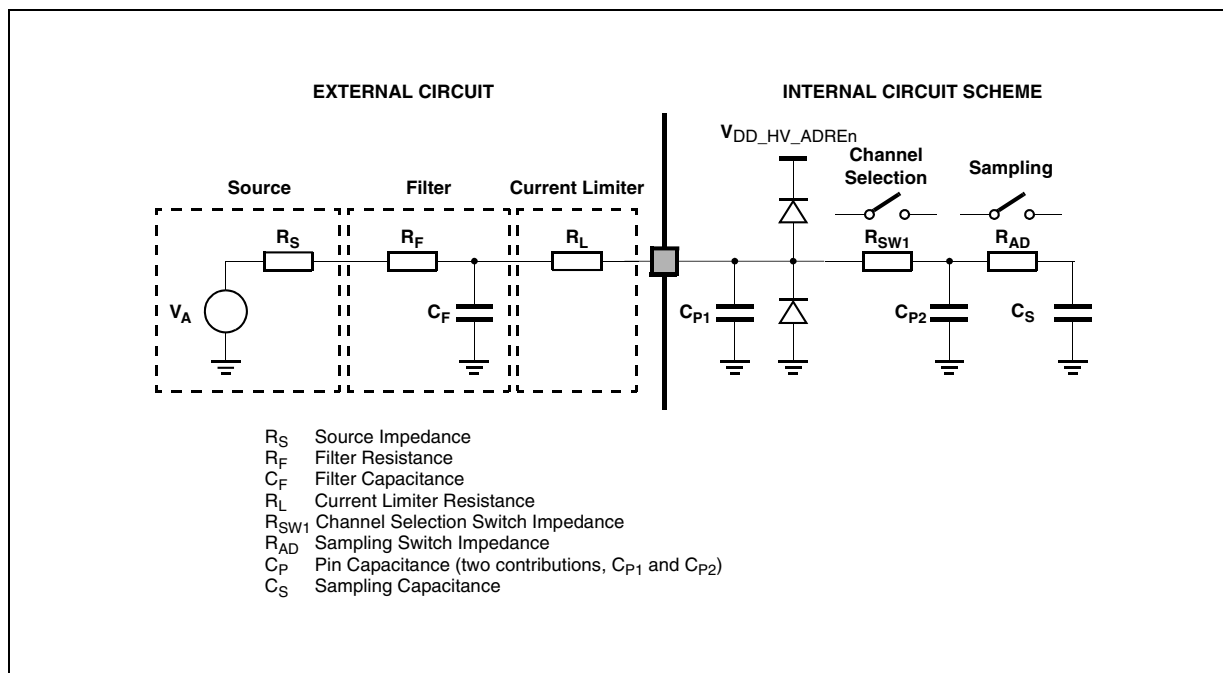 EXTERNAL CIRCUIT
INTERNAL CIRCUIT SCHEME
VDD_HV_ADREn
Channel
Selection
Sampling
Source
Filter
Current Limiter
RS
RF
RL
RSW1
RAD
VA
CF
CP1
CP2
CS
RS Source Impedance
RF Filter Resistance
CF Filter Capacitance
RL Current Limiter Resistance
RSW1 Channel Selection Switch Impedance
RAD Sampling Switch Impedance
CP Pin Capacitance (two contributions, CP1 and CP2)
CS Sampling Capacitance